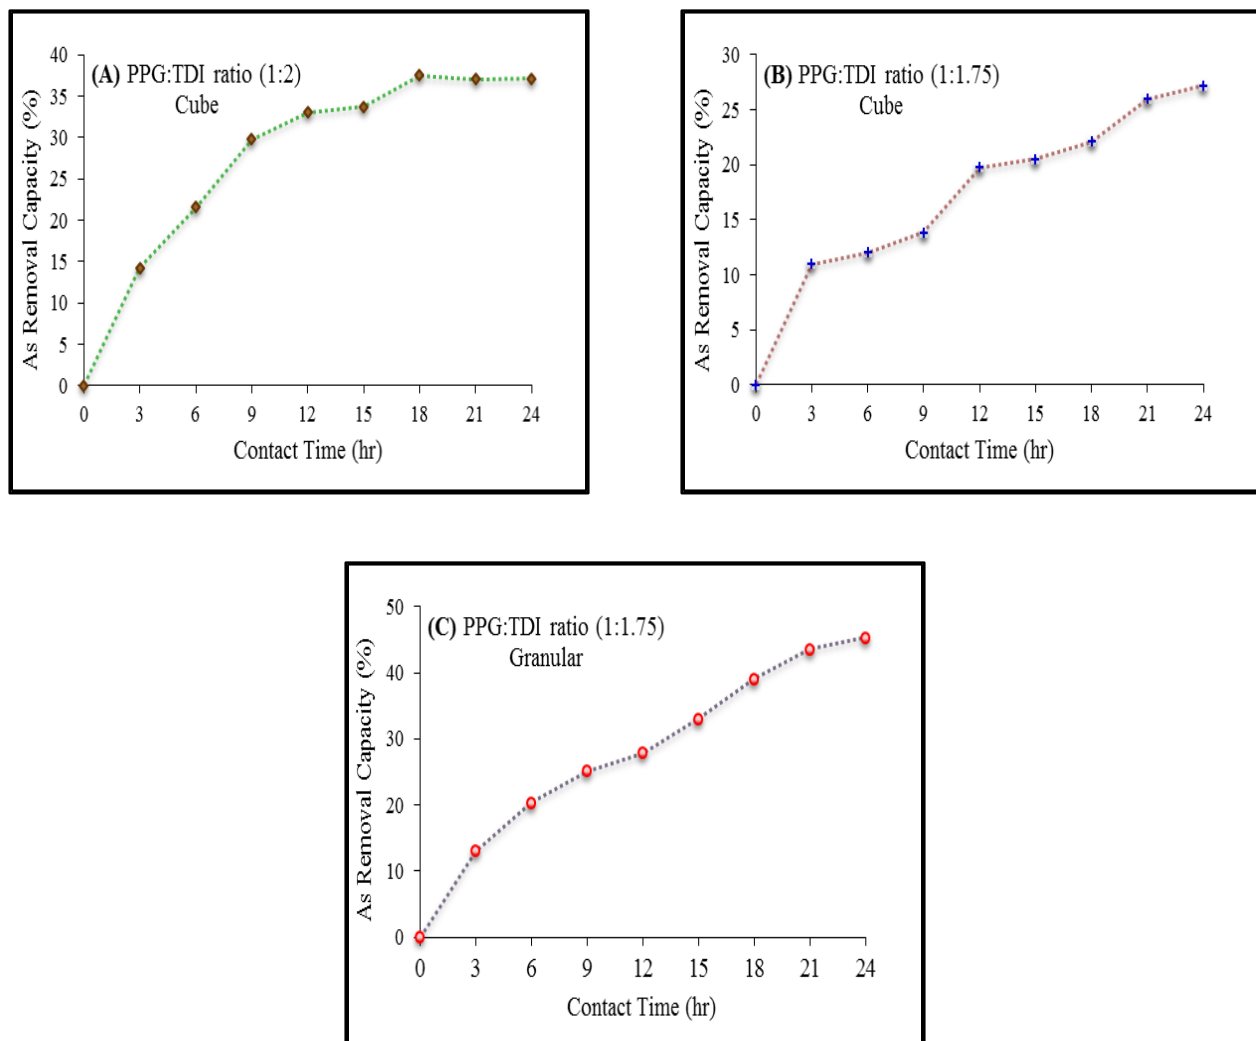 (A) PPG:TDI ratio (1:2)
Cube
As Removal Capacity (%)
40
35
30
25
20
15
10
5
0
0 3 6 9 12 15 18 21 24
Contact Time (hr)
(B) PPG:TDI ratio (1:1.75)
Cube
As Removal Capacity (%)
30
25
20
15
10
5
0
0 3 6 9 12 15 18 21 24
Contact Time (hr)
(C) PPG:TDI ratio (1:1.75)
Granular
As Removal Capacity (%)
50
40
30
20
10
0
0 3 6 9 12 15 18 21 24
Contact Time (hr)